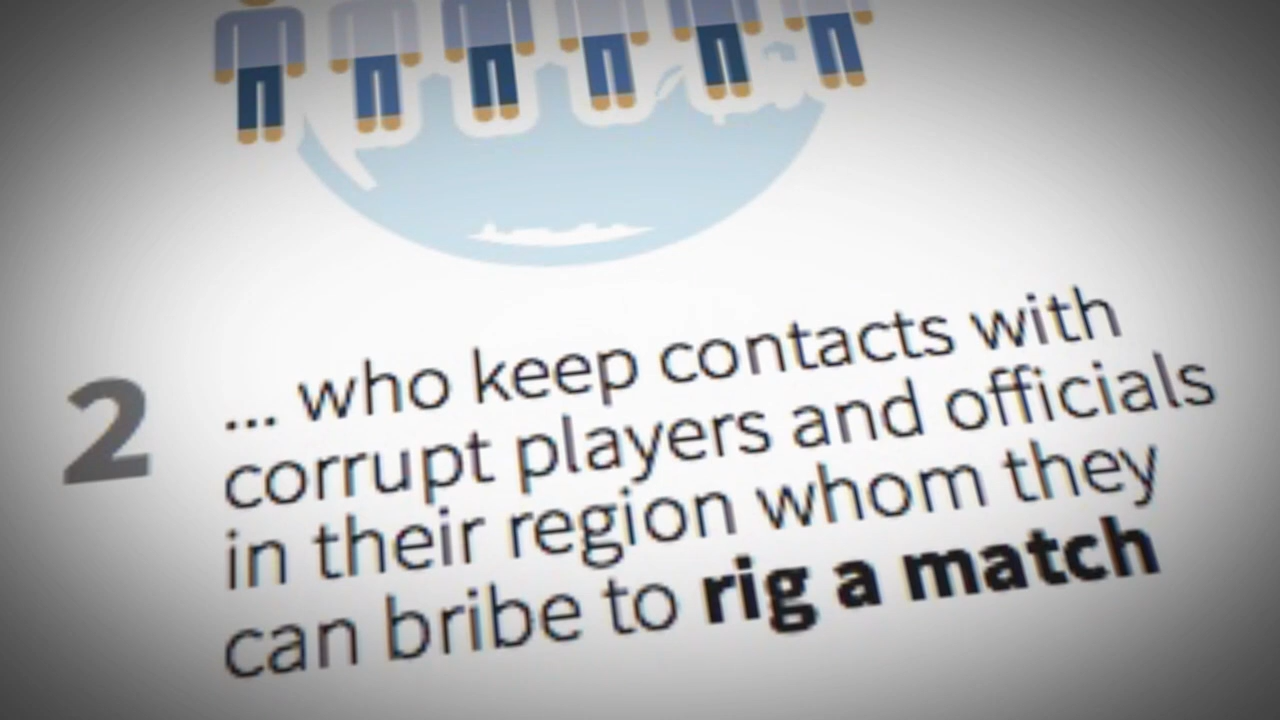 2
... who keep contacts with
corrupt players and officials
in their region whom they
can bribe to rig a match